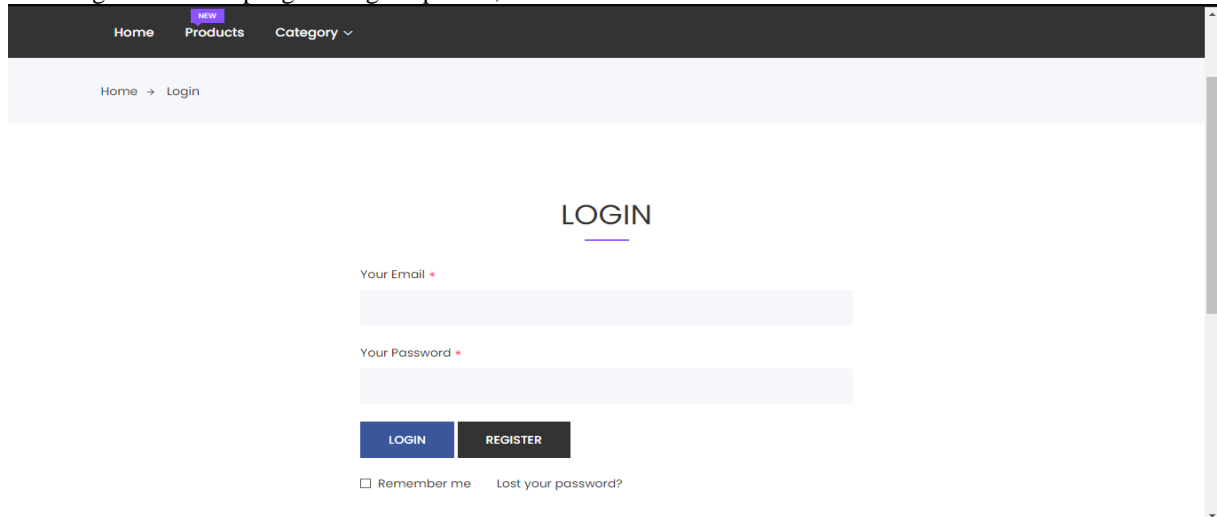 NEW
Home Products Category
Home → Login
LOGIN
Your Email *
Your Password *
LOGIN REGISTER
Remember me Lost your password?